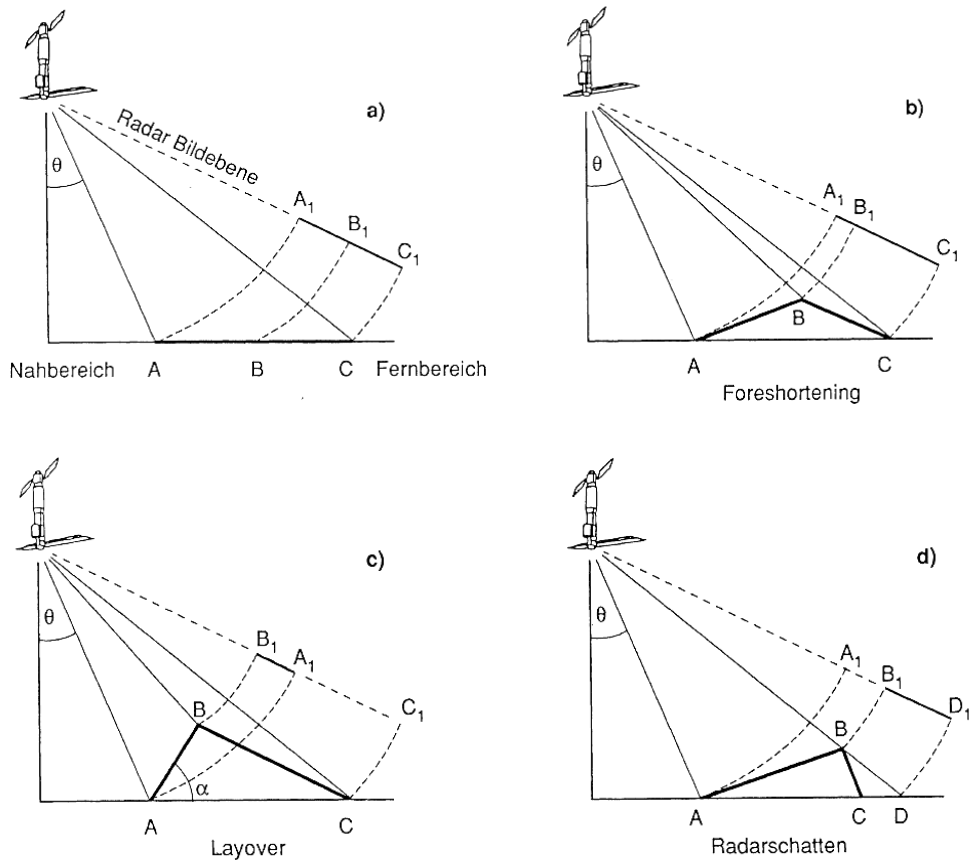 a)
θ
Radar Bildebene
A1
B1
C1
Nahbereich A B C Fernbereich
b)
θ
A1
B1
C1
B
A C
Foreshortening
c)
θ
B1
A1
C1
B
α
A C
Layover
d)
θ
A1
B1
D1
B
A C D
Radarschatten